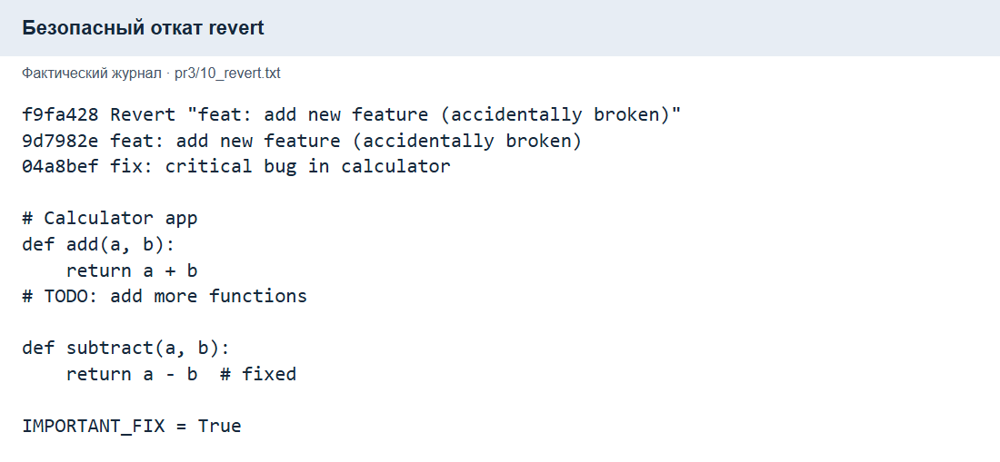 Безопасный откат revert
Фактический журнал · pr3/10_revert.txt
f9fa428 Revert "feat: add new feature (accidentally broken)"
9d7982e feat: add new feature (accidentally broken)
04a8bef fix: critical bug in calculator
# Calculator app
def add(a, b):
    return a + b
# TODO: add more functions
def subtract(a, b):
    return a - b  # fixed
IMPORTANT_FIX = True